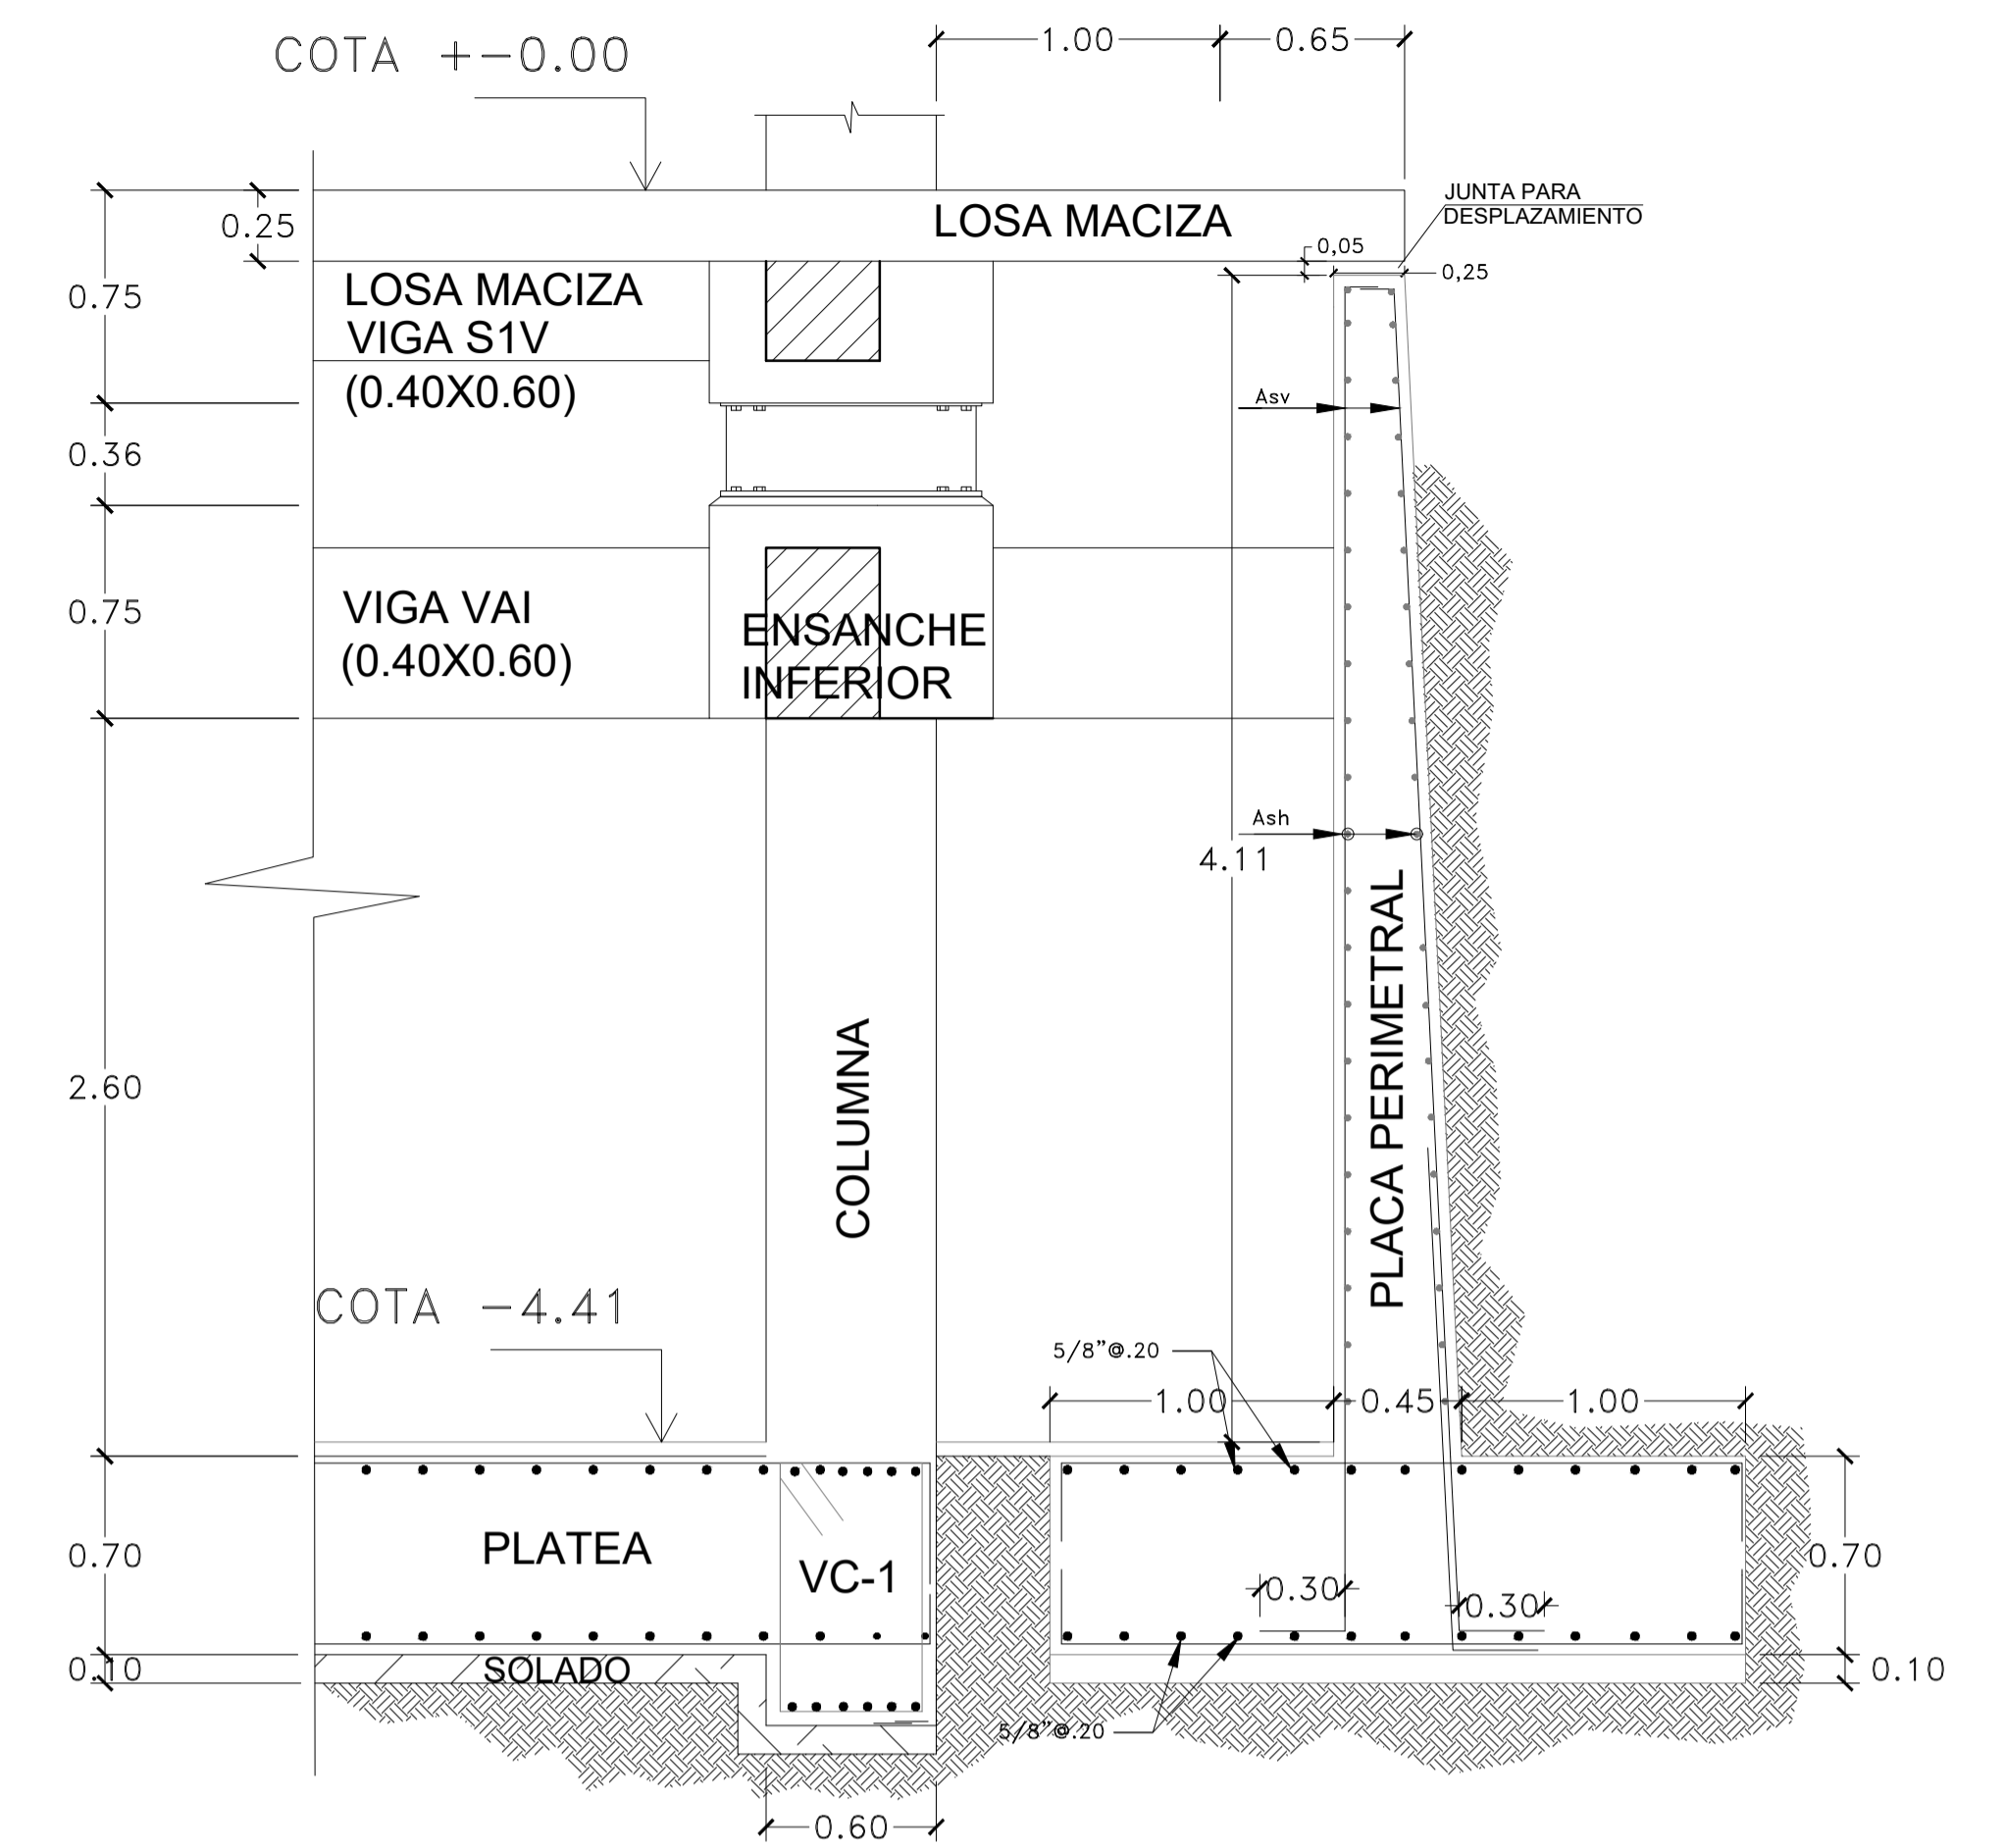 1.00
0.65
COTA +-0.00
JUNTA PARA
DESPLAZAMIENTO
0.25
LOSA MACIZA
0,05
0,25
0.75
LOSA MACIZA
VIGA S1V
(0.40X0.60)
Asv
0.36
0.75
VIGA VAI
(0.40X0.60)
ENSANCHE
INFERIOR
Ash
4.11
PLACA PERIMETRAL
COLUMNA
2.60
COTA -4.41
5/8"@.20
1.00
0.45
1.00
0.70
PLATEA
VC-1
0.30
0.30
0.70
0.10
SOLADO
0.10
5/8"@.20
0.60